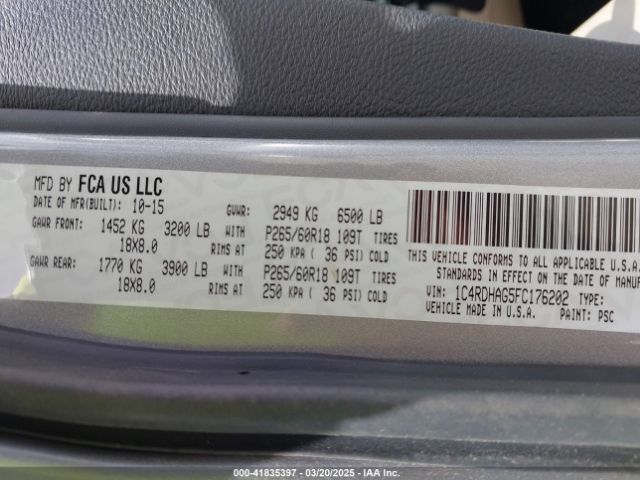 MFD BY FCA US LLC
DATE OF MFR(BUILT): 10-15 GVWR: 2949 KG 6500 LB
GAWR FRONT: 1452 KG 3200 LB WITH P265/60R18 109T TIRES
18X8.0 RIMS AT 250 KPA ( 36 PSI) COLD
GAWR REAR: 1770 KG 3900 LB WITH P265/60R18 109T TIRES
18X8.0 RIMS AT 250 KPA ( 36 PSI) COLD
THIS VEHICLE CONFORMS TO ALL APPLICABLE U.S.A.
STANDARDS IN EFFECT ON THE DATE OF MANUF
VIN: 1C4RDHAG5FC176202 TYPE:
VEHICLE MADE IN U.S.A. PAINT: PSC
000-41835397 - 03/20/2025 - IAA Inc.